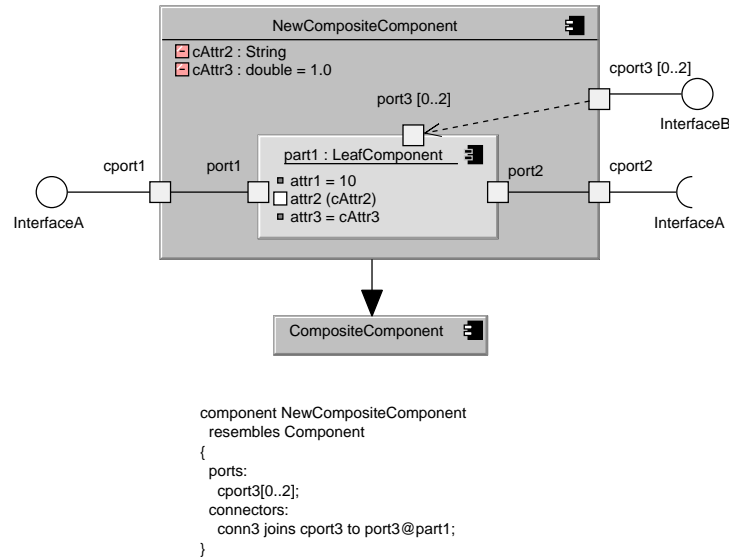 NewCompositeComponent
cAttr2 : String
cAttr3 : double = 1.0
cport3 [0..2]
port3 [0..2]
InterfaceB
part1 : LeafComponent
cport1
port1
port2
cport2
attr1 = 10
attr2 (cAttr2)
attr3 = cAttr3
InterfaceA
InterfaceA
CompositeComponent
component NewCompositeComponent
resembles Component
{
ports:
cport3[0..2];
connectors:
conn3 joins cport3 to port3@part1;
}